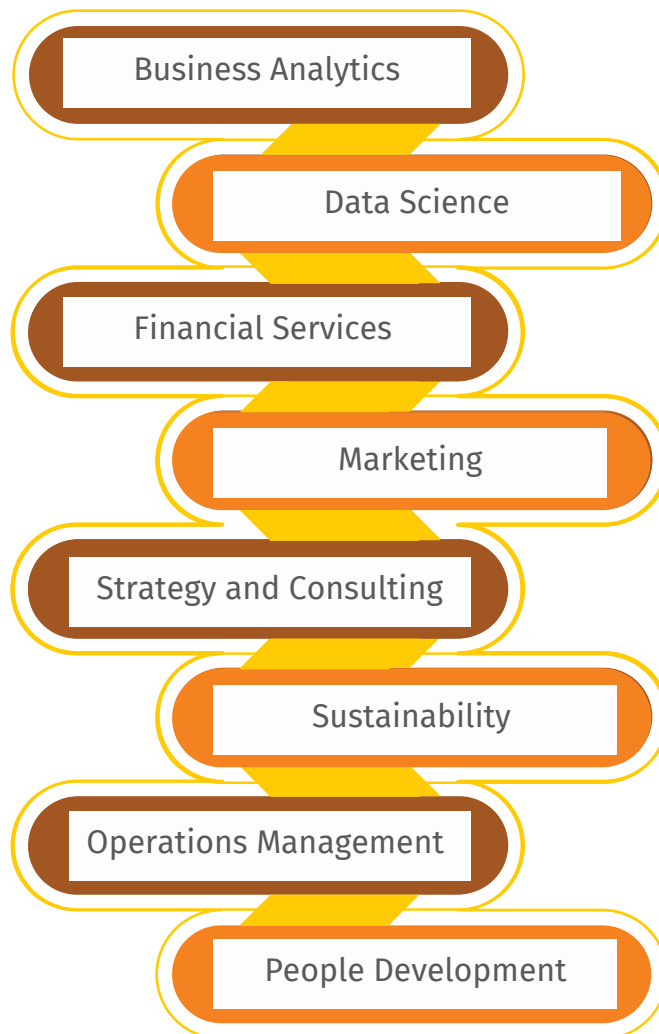 Business Analytics
Data Science
Financial Services
Marketing
Strategy and Consulting
Sustainability
Operations Management
People Development